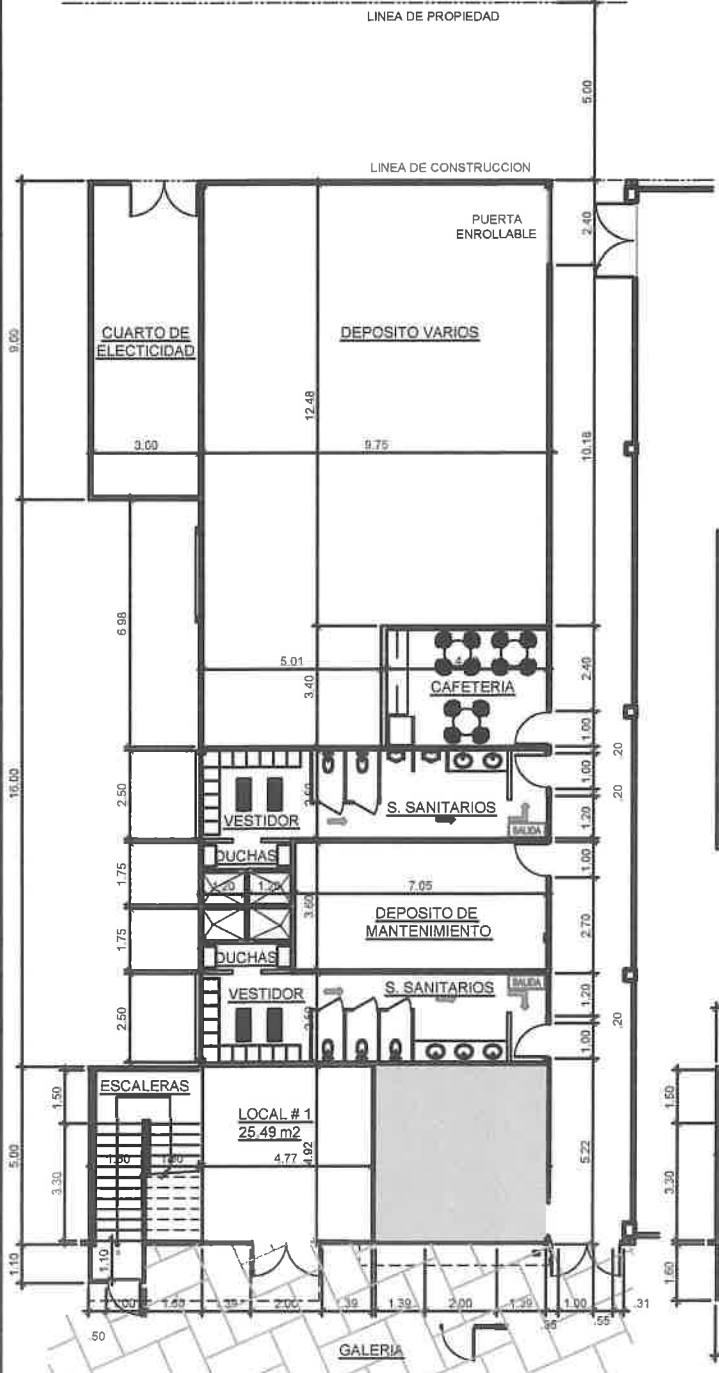 LINEA DE PROPIEDAD
5.00
LINEA DE CONSTRUCCION
PUERTA
ENROLLABLE
2.40
9.00
CUARTO DE
ELECTICIDAD
DEPOSITO VARIOS
12.48
3.00
9.75
10.18
6.98
5.01
3.40
4
CAFETERIA
2.40
1.00
.20
16.00
2.50
VESTIDOR
S. SANITARIOS
SALIDA
1.00
.20
1.20
DUCHAS
1.75
1.20
1.20
7.05
1.00
3.60
DEPOSITO DE
MANTENIMIENTO
2.70
1.75
DUCHAS
VESTIDOR
S. SANITARIOS
SALIDA
2.50
1.20
.20
1.00
ESCALERAS
1.50
1.50
LOCAL # 1
25.49 m2
4.92
4.77
5.00
3.30
5.22
3.30
1.10
1.10
1.60
1.39
2.00
.39
1.39
2.00
1.39
1.00
.55
.31
.50
GALERIA